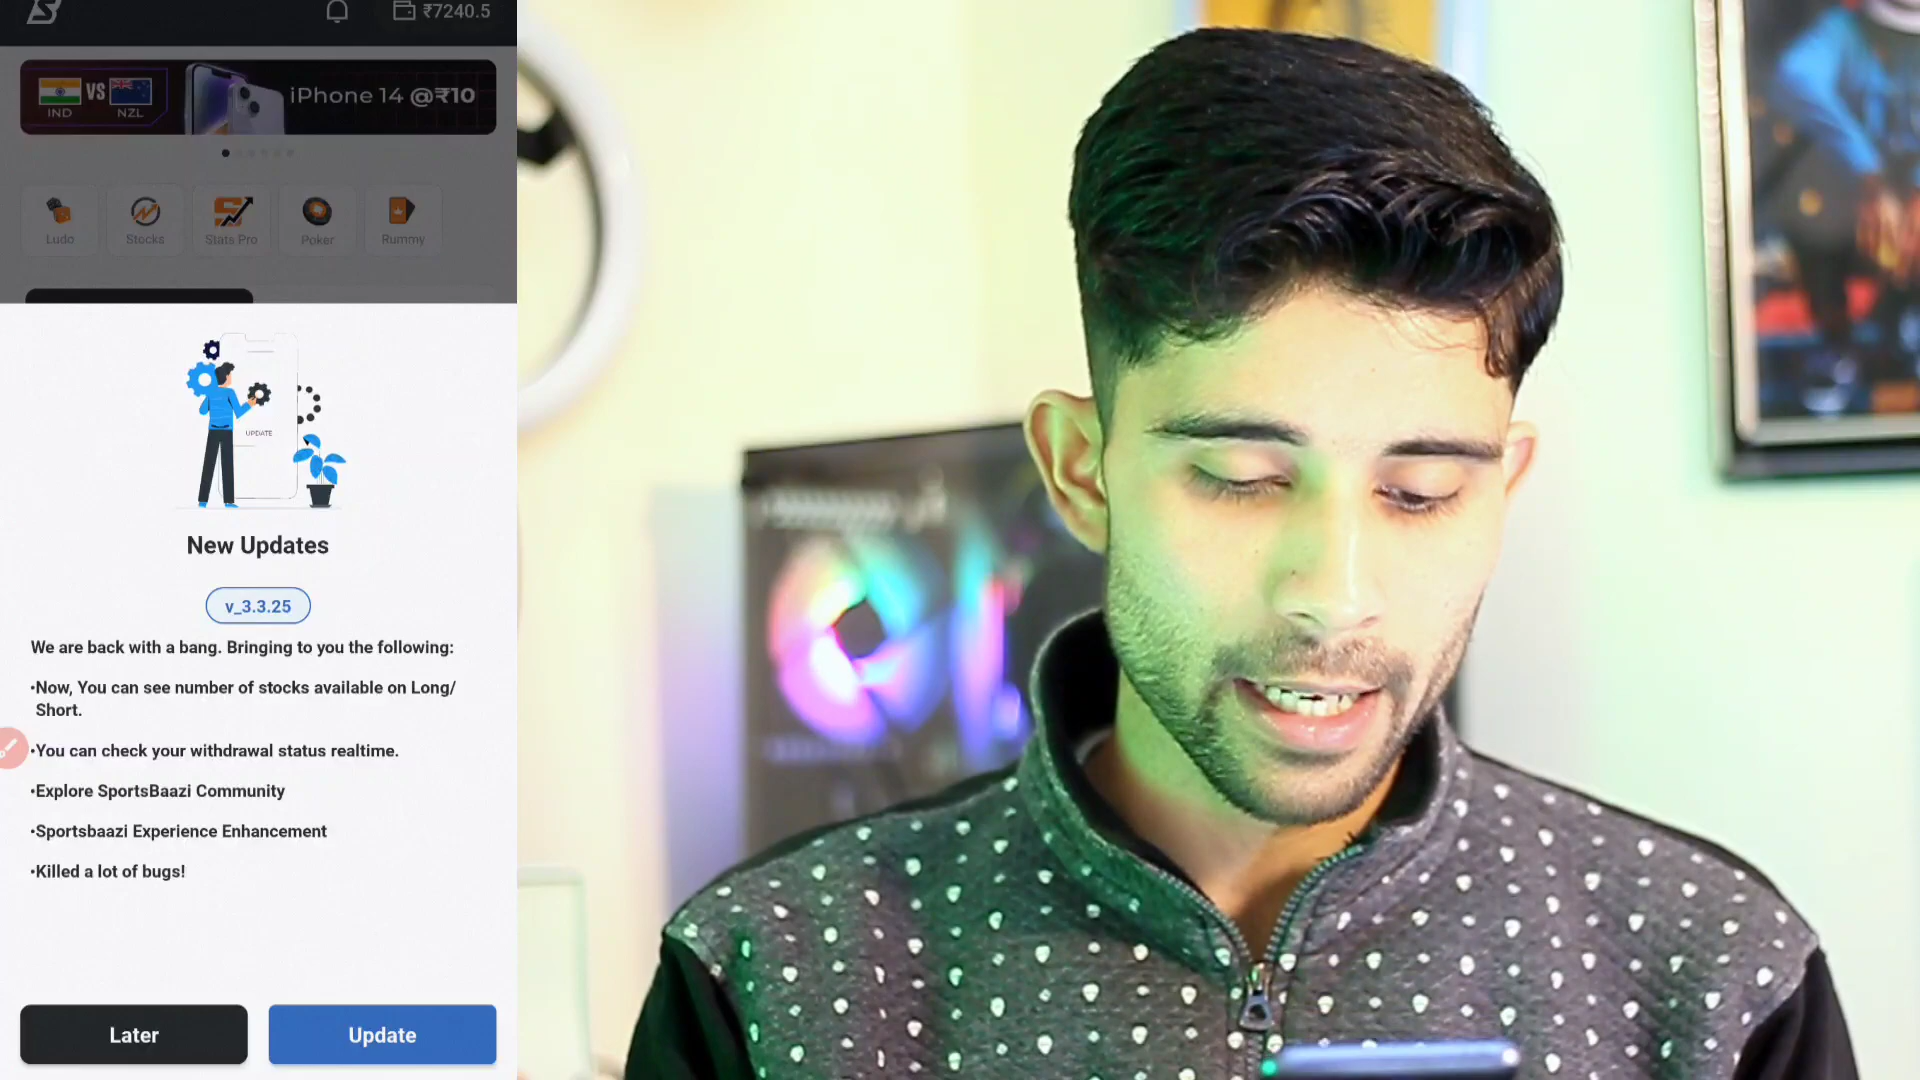 ₹7240.5
IND VS NZL
iPhone 14 @₹10
Ludo
Stocks
Stats Pro
Poker
Rummy
UPDATE
New Updates
v_3.3.25
We are back with a bang. Bringing to you the following:
•Now, You can see number of stocks available on Long/
Short.
•You can check your withdrawal status realtime.
•Explore SportsBaazi Community
•Sportsbaazi Experience Enhancement
•Killed a lot of bugs!
Later
Update